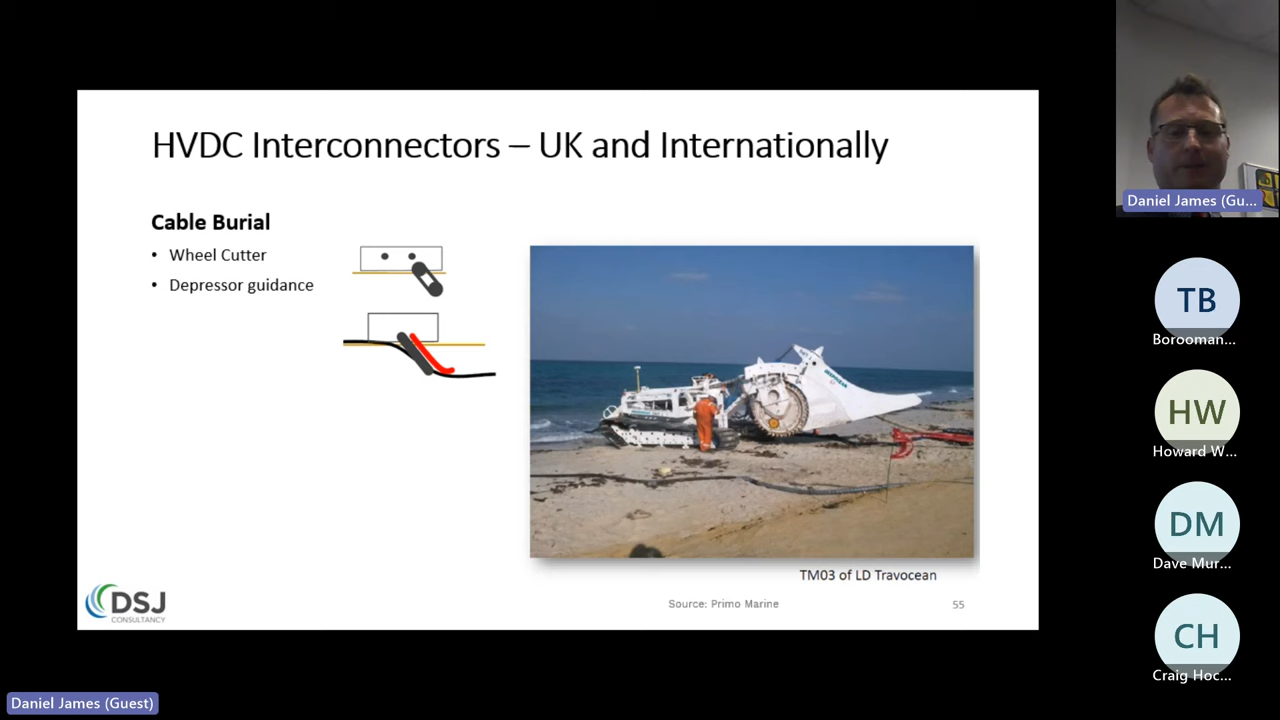 HVDC Interconnectors – UK and Internationally
Cable Burial
• Wheel Cutter
• Depressor guidance
TM03 of LD Travocean
Source: Primo Marine
55
DSJ
CONSULTANCY
Daniel James (Gu...
TB
Borooman...
HW
Howard W...
DM
Dave Mur...
CH
Craig Hoc...
Daniel James (Guest)